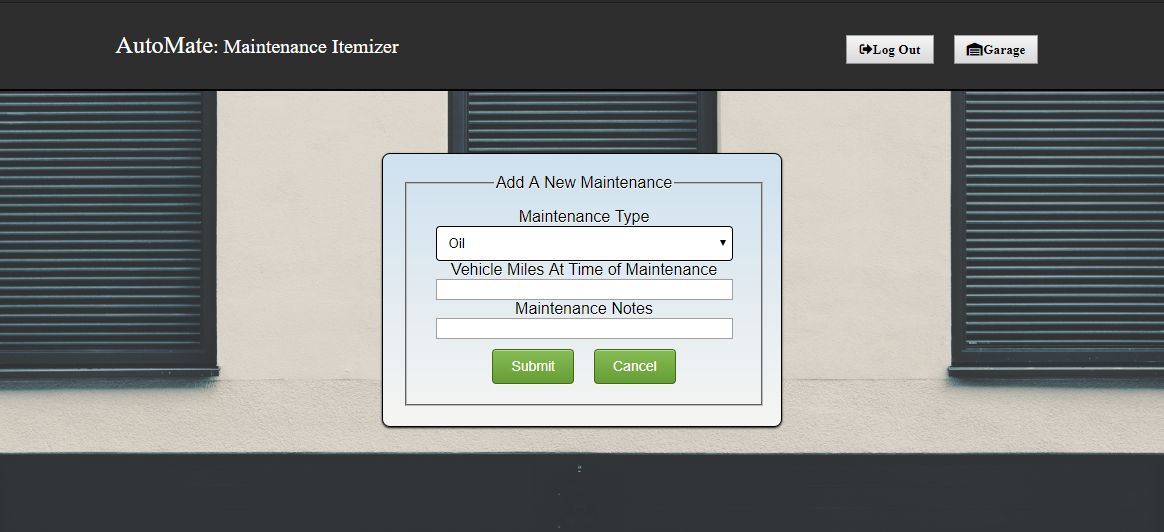 AutoMate: Maintenance Itemizer
Log Out
Garage
Add A New Maintenance
Maintenance Type
Oil
Vehicle Miles At Time of Maintenance
Maintenance Notes
Submit
Cancel